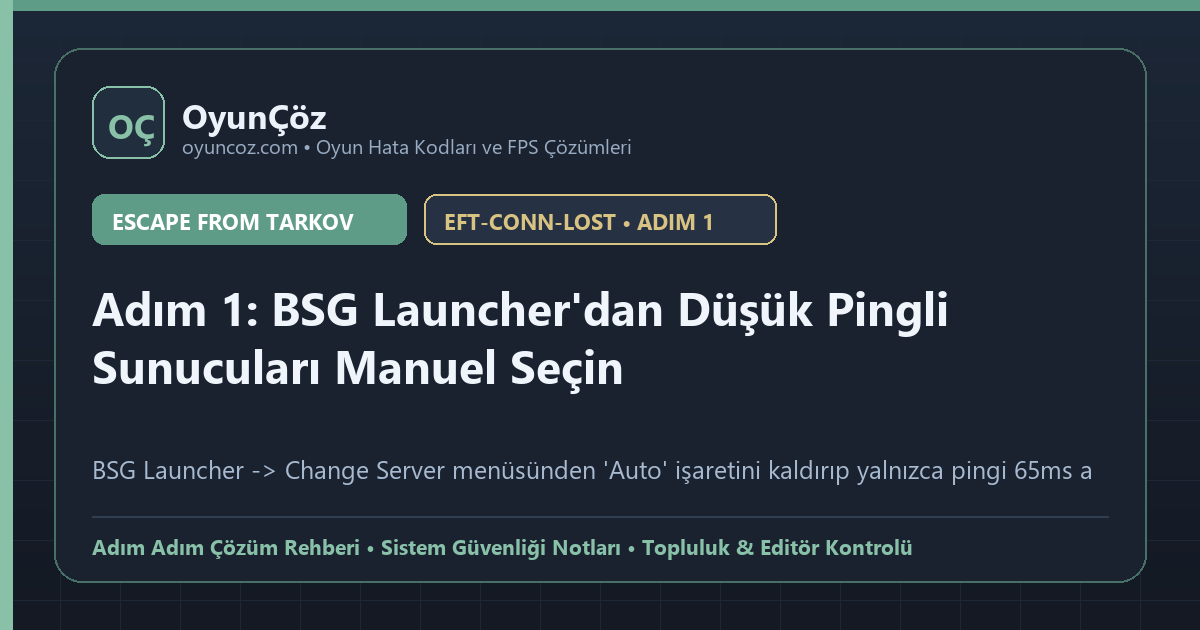 OÇ
OyunÇöz
oyuncoz.com • Oyun Hata Kodları ve FPS Çözümleri
ESCAPE FROM TARKOV
EFT-CONN-LOST • ADIM 1
Adım 1: BSG Launcher'dan Düşük Pingli
Sunucuları Manuel Seçin
BSG Launcher -> Change Server menüsünden 'Auto' işaretini kaldırıp yalnızca pingi 65ms a
Adım Adım Çözüm Rehberi • Sistem Güvenliği Notları • Topluluk & Editör Kontrolü